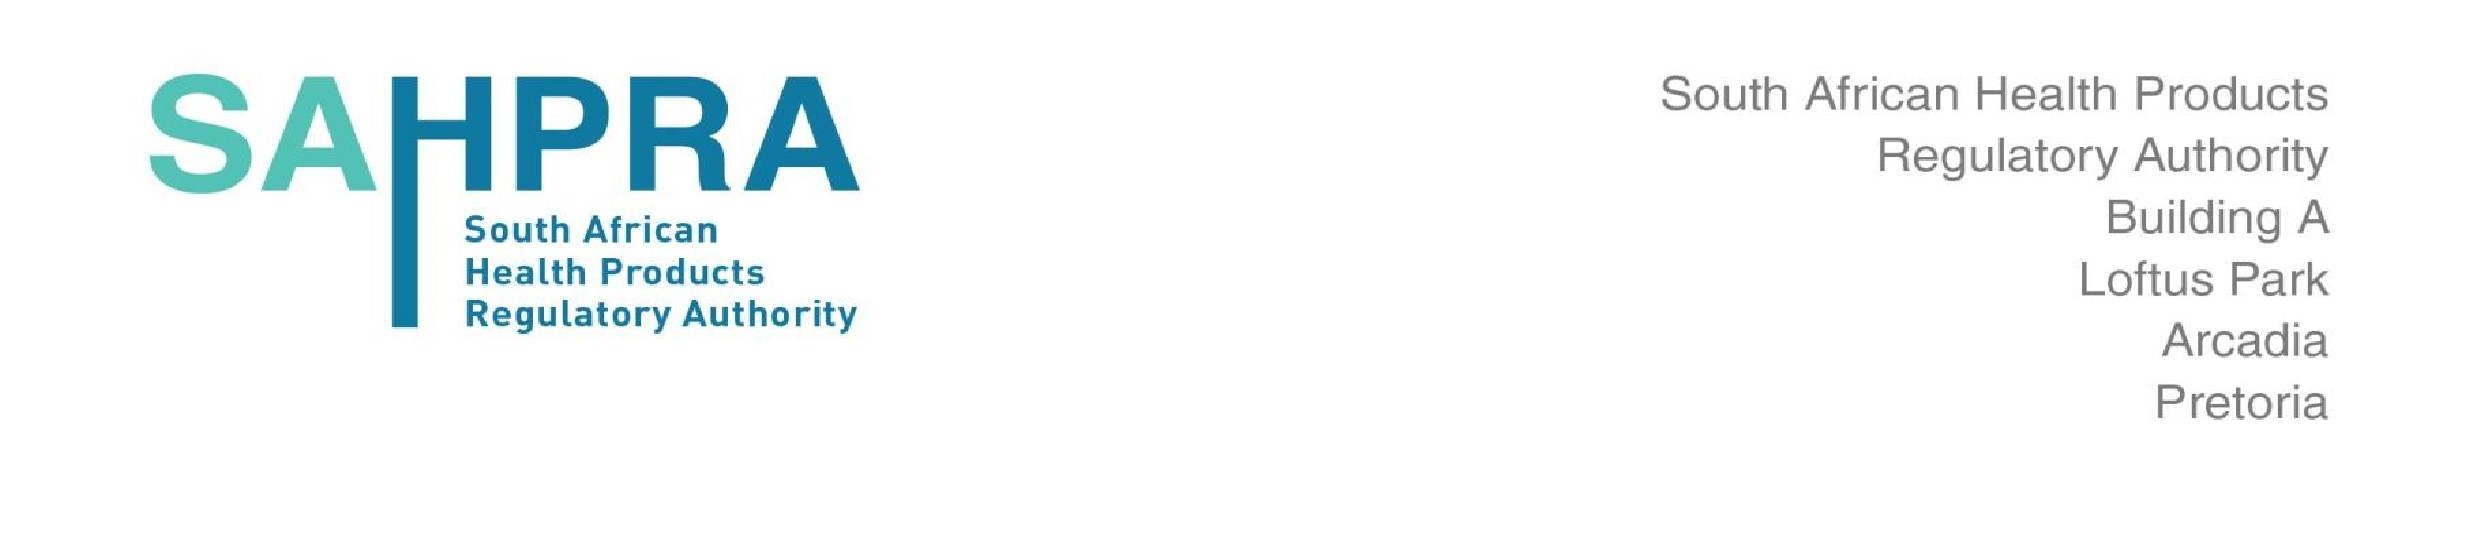 SAHPRA
South African
Health Products
Regulatory Authority
South African Health Products
Regulatory Authority
Building A
Loftus Park
Arcadia
Pretoria